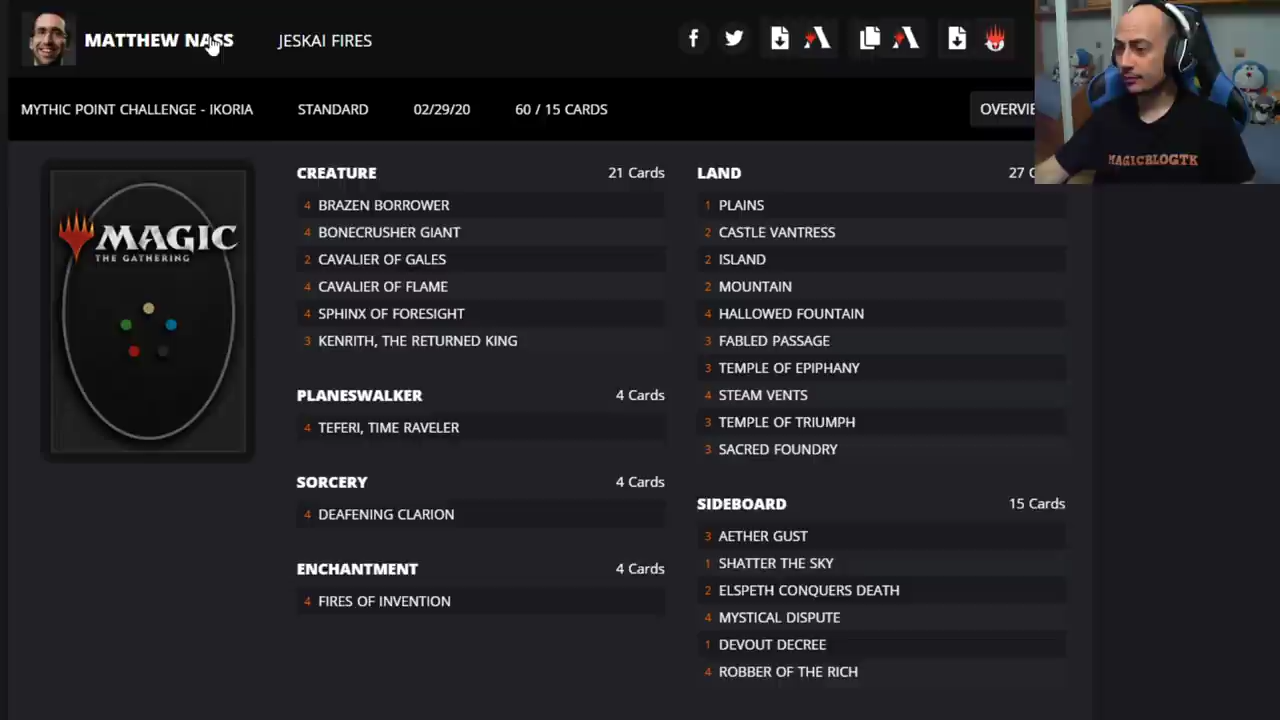 MATTHEW NASS
JESKAI FIRES
MYTHIC POINT CHALLENGE - IKORIA
STANDARD
02/29/20
60 / 15 CARDS
MAGIC
THE GATHERING
CREATURE 21 Cards
4 BRAZEN BORROWER
4 BONECRUSHER GIANT
2 CAVALIER OF GALES
4 CAVALIER OF FLAME
4 SPHINX OF FORESIGHT
3 KENRITH, THE RETURNED KING
PLANESWALKER 4 Cards
4 TEFERI, TIME RAVELER
SORCERY 4 Cards
4 DEAFENING CLARION
ENCHANTMENT 4 Cards
4 FIRES OF INVENTION
LAND 27
1 PLAINS
2 CASTLE VANTRESS
2 ISLAND
2 MOUNTAIN
4 HALLOWED FOUNTAIN
3 FABLED PASSAGE
3 TEMPLE OF EPIPHANY
4 STEAM VENTS
3 TEMPLE OF TRIUMPH
3 SACRED FOUNDRY
SIDEBOARD 15 Cards
3 AETHER GUST
1 SHATTER THE SKY
2 ELSPETH CONQUERS DEATH
4 MYSTICAL DISPUTE
1 DEVOUT DECREE
4 ROBBER OF THE RICH
MAGICBLOGTK